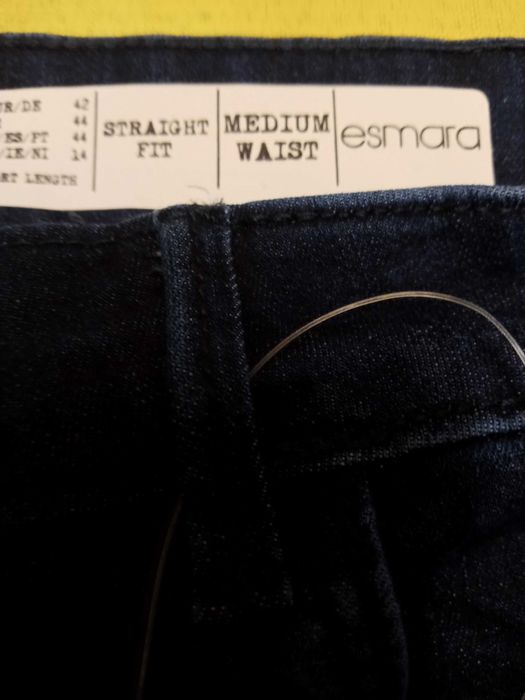 R/DE 42
44
/ES/PT 44
/IE/NI 14
RT LENGTH
STRAIGHT
FIT
MEDIUM
WAIST
esmara